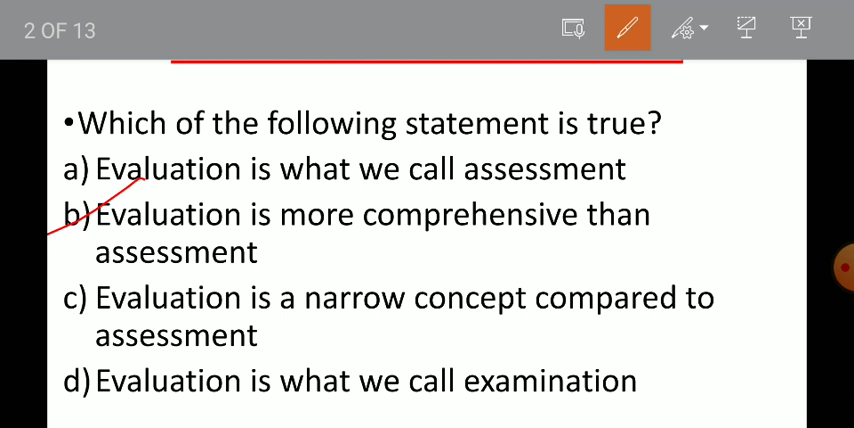 2 OF 13
•Which of the following statement is true?
a) Evaluation is what we call assessment
b) Evaluation is more comprehensive than
assessment
c) Evaluation is a narrow concept compared to
assessment
d) Evaluation is what we call examination